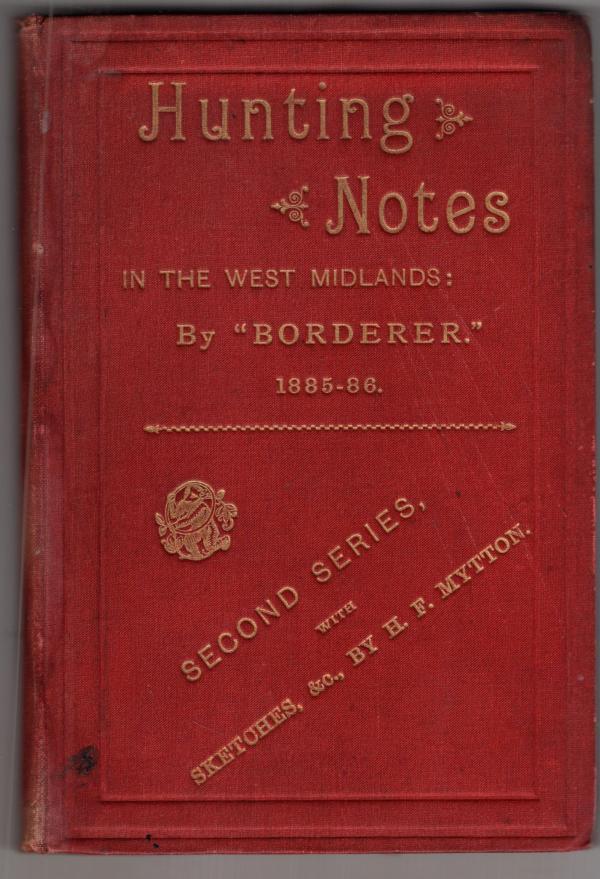 Hunting
Notes
IN THE WEST MIDLANDS:
By "BORDERER."
1885-86.
SECOND SERIES,
WITH
SKETCHES, &c., BY H. F. MYTTON.